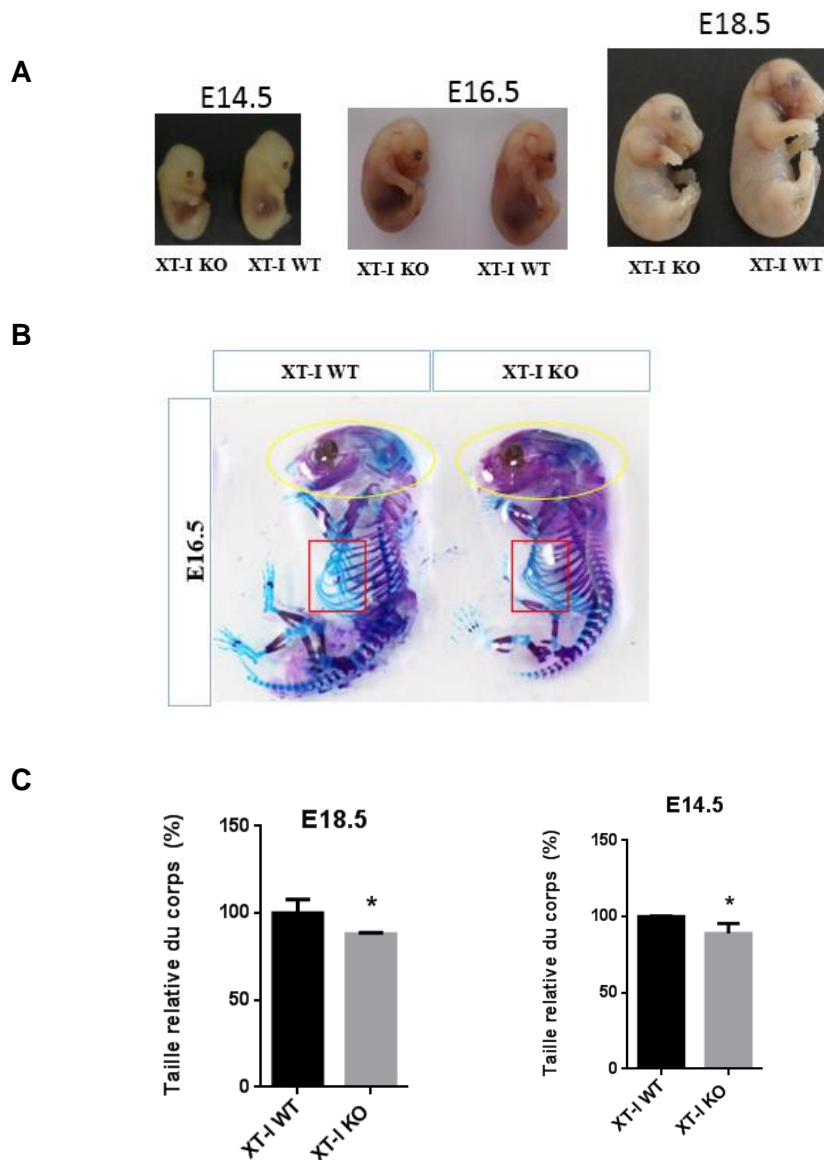 A
E14.5
E16.5
E18.5
XT-I KO XT-I WT
XT-I KO XT-I WT
XT-I KO XT-I WT
B
XT-I WT XT-I KO
E16.5
C
E18.5
Taille relative du corps (%)
150
100
50
0
*
XT-I WT
XT-I KO
E14.5
Taille relative du corps (%)
150
100
50
0
*
XT-I WT
XT-I KO